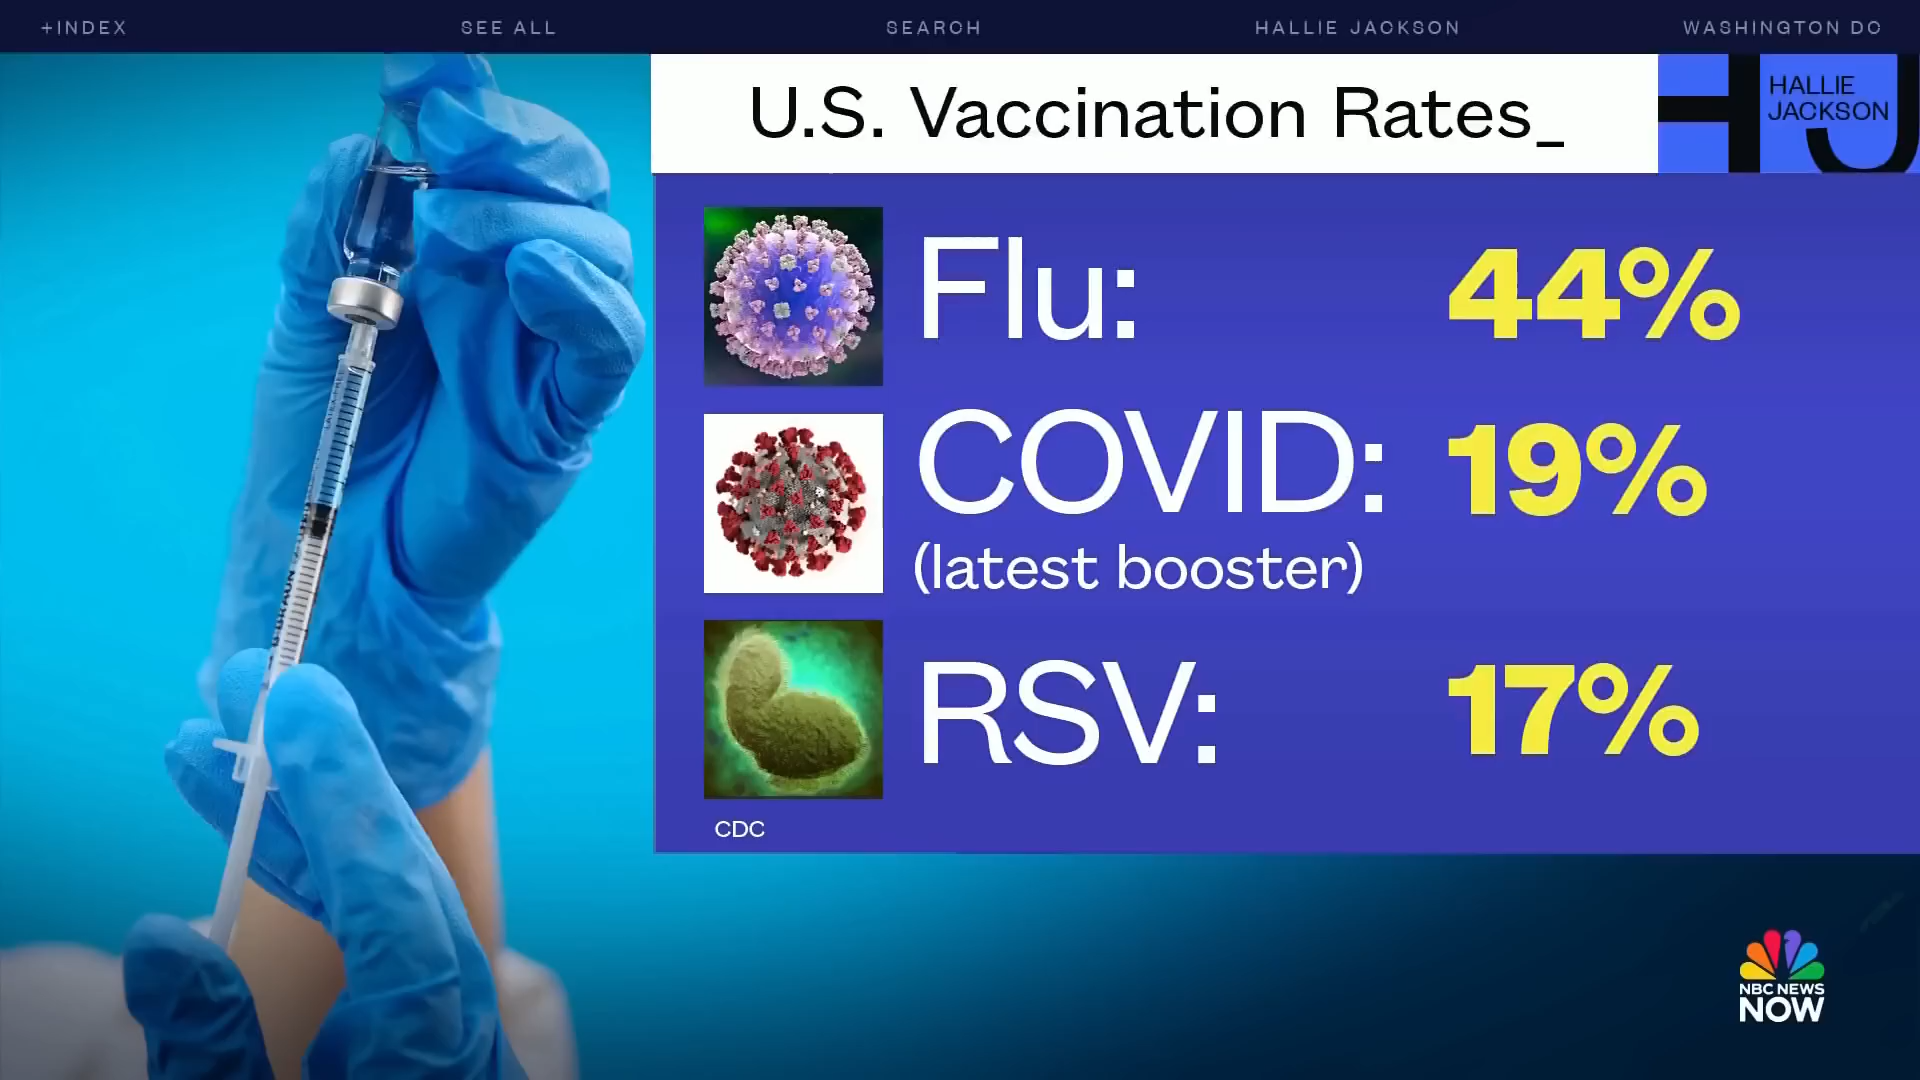 +INDEX
SEE ALL
SEARCH
HALLIE JACKSON
WASHINGTON DC
U.S. Vaccination Rates_
HALLIE
JACKSON
Flu: 44%
COVID: 19%
(latest booster)
RSV: 17%
CDC
NBC NEWS
NOW